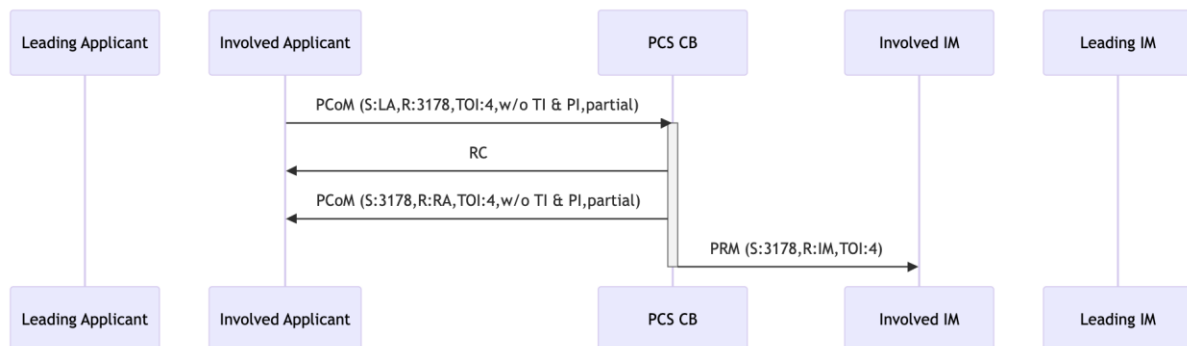 Leading Applicant
Involved Applicant
PCS CB
Involved IM
Leading IM
PCoM (S:LA,R:3178,TOI:4,w/o TI & PI,partial)
RC
PCoM (S:3178,R:RA,TOI:4,w/o TI & PI,partial)
PRM (S:3178,R:IM,TOI:4)
Leading Applicant
Involved Applicant
PCS CB
Involved IM
Leading IM